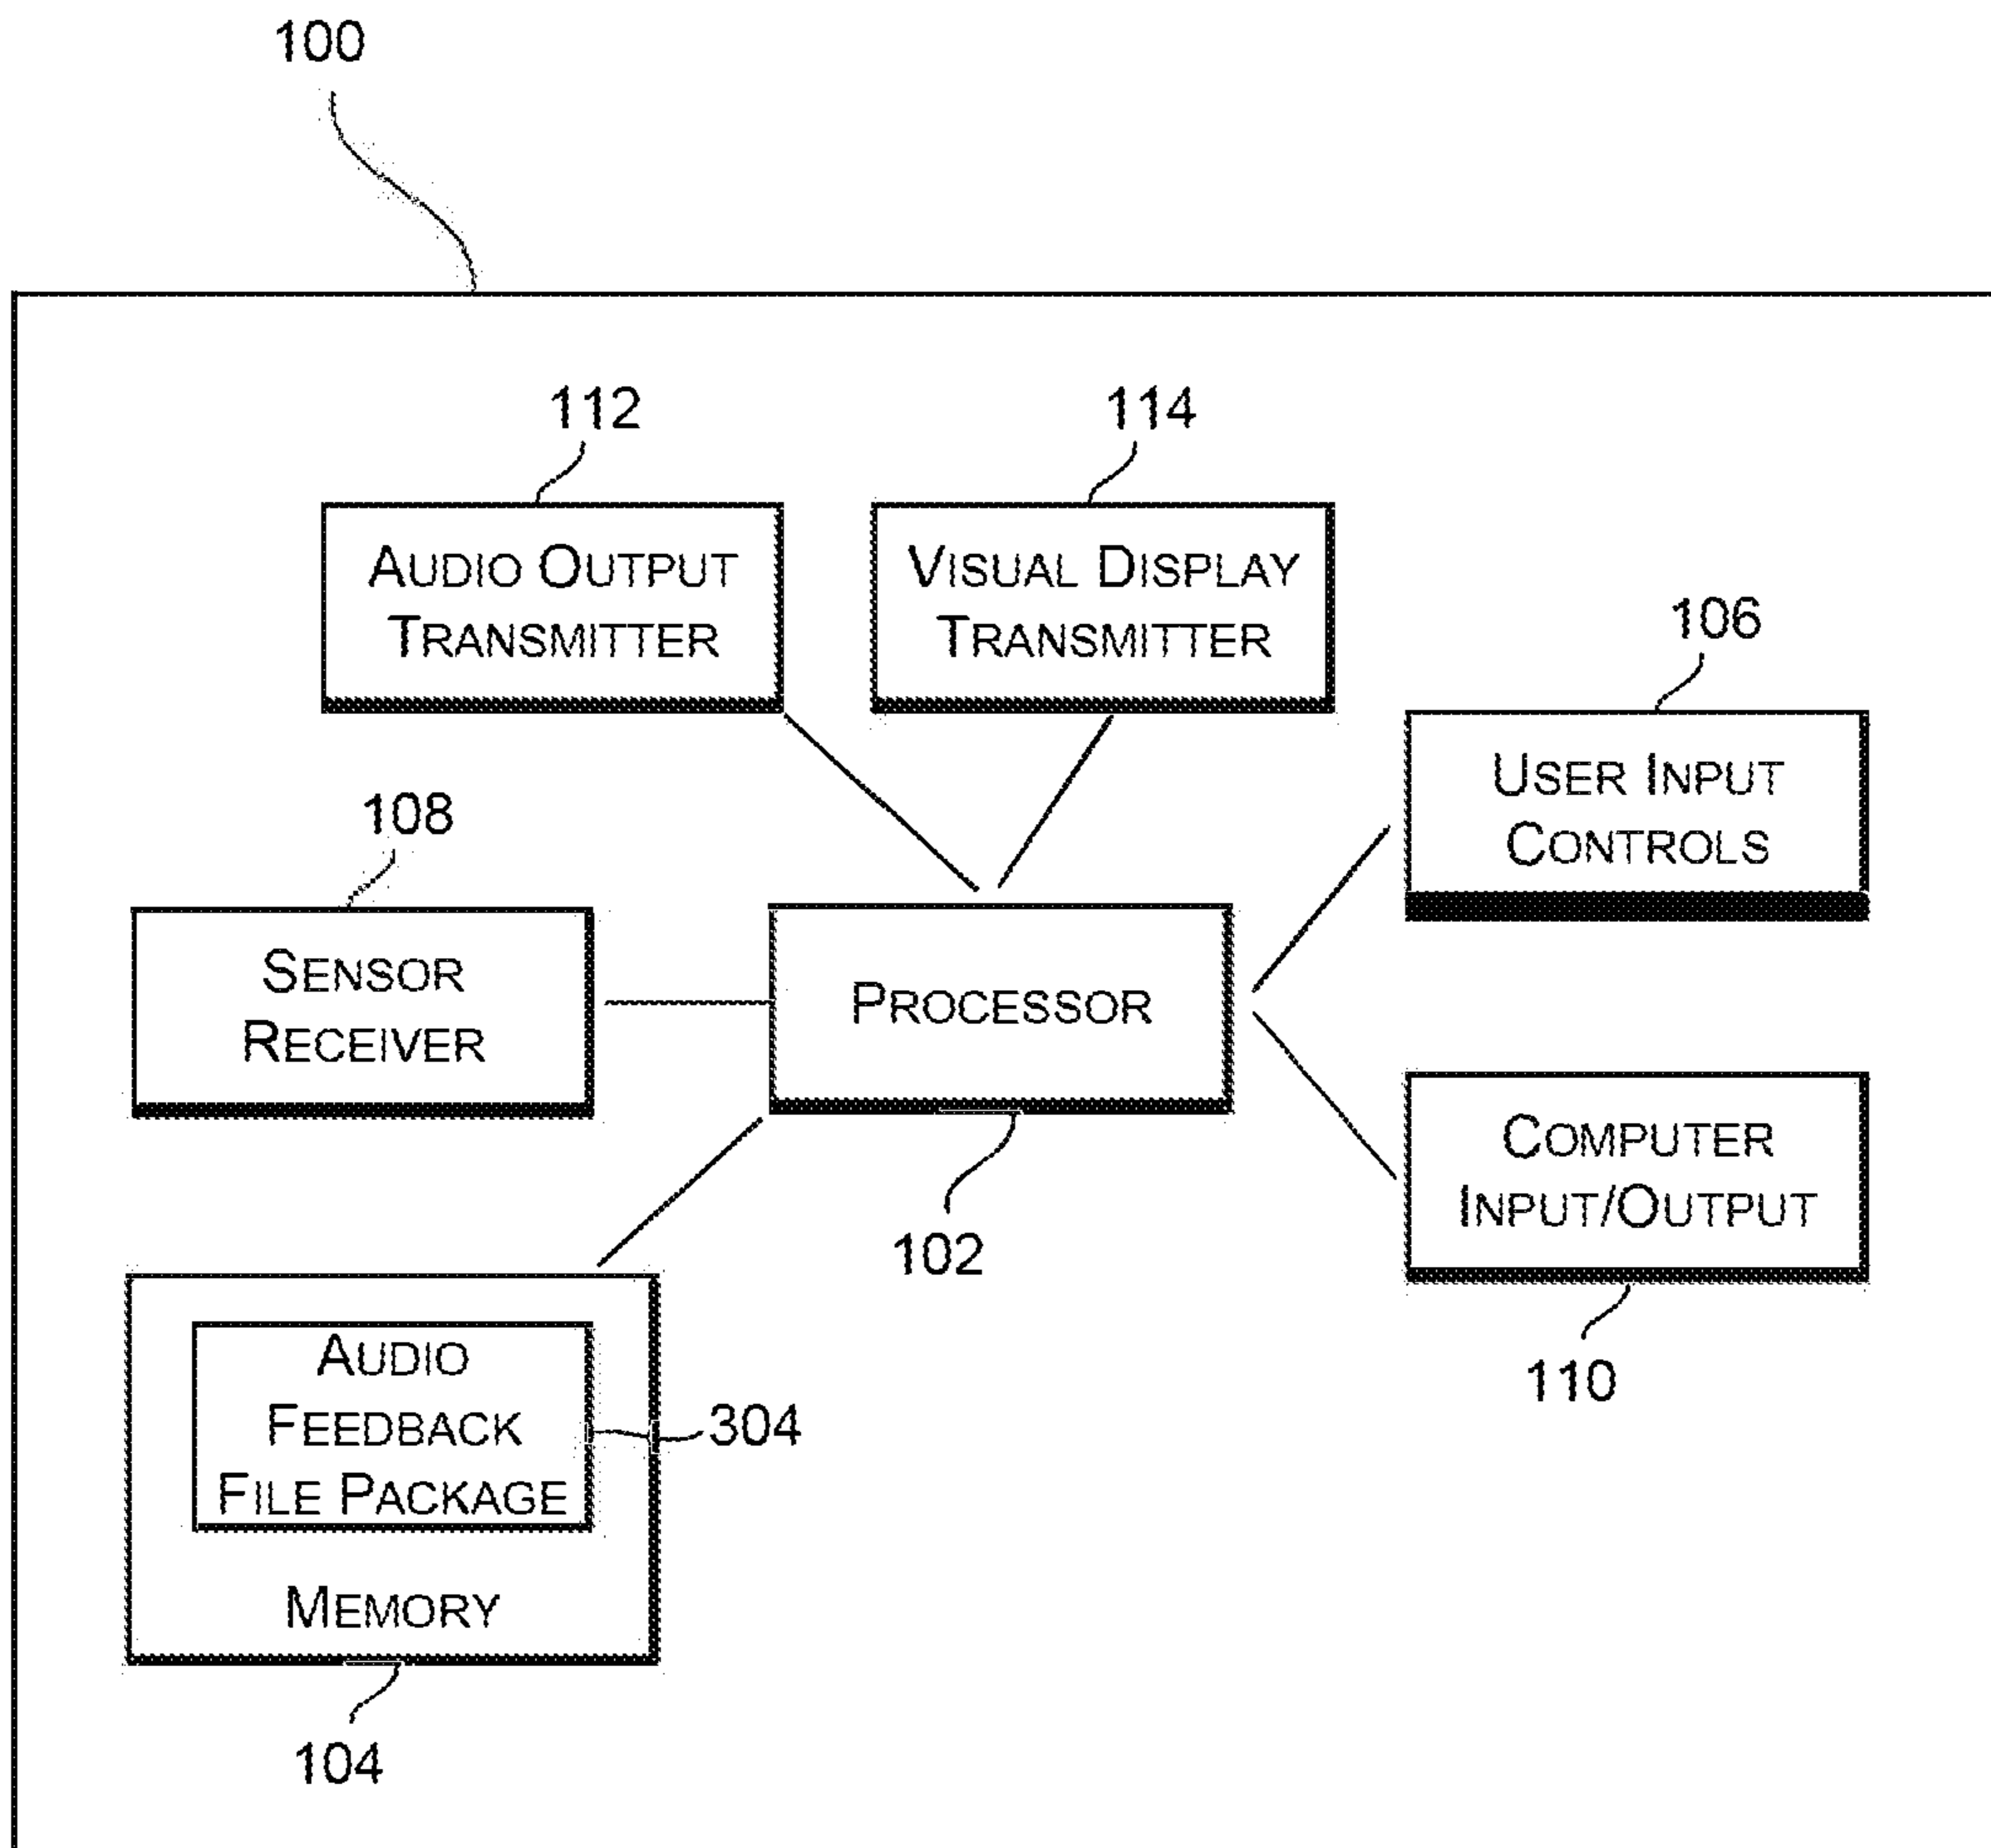 100
112
114
AUDIO OUTPUT
TRANSMITTER
VISUAL DISPLAY
TRANSMITTER
106
USER INPUT
CONTROLS
108
SENSOR
RECEIVER
PROCESSOR
102
COMPUTER
INPUT/OUTPUT
110
AUDIO
FEEDBACK
FILE PACKAGE
304
MEMORY
104